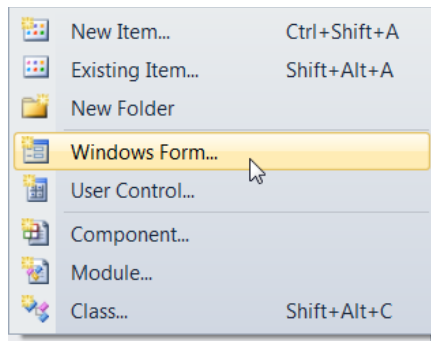 New Item... Ctrl+Shift+A
Existing Item... Shift+Alt+A
New Folder
Windows Form...
User Control...
Component...
Module...
Class... Shift+Alt+C